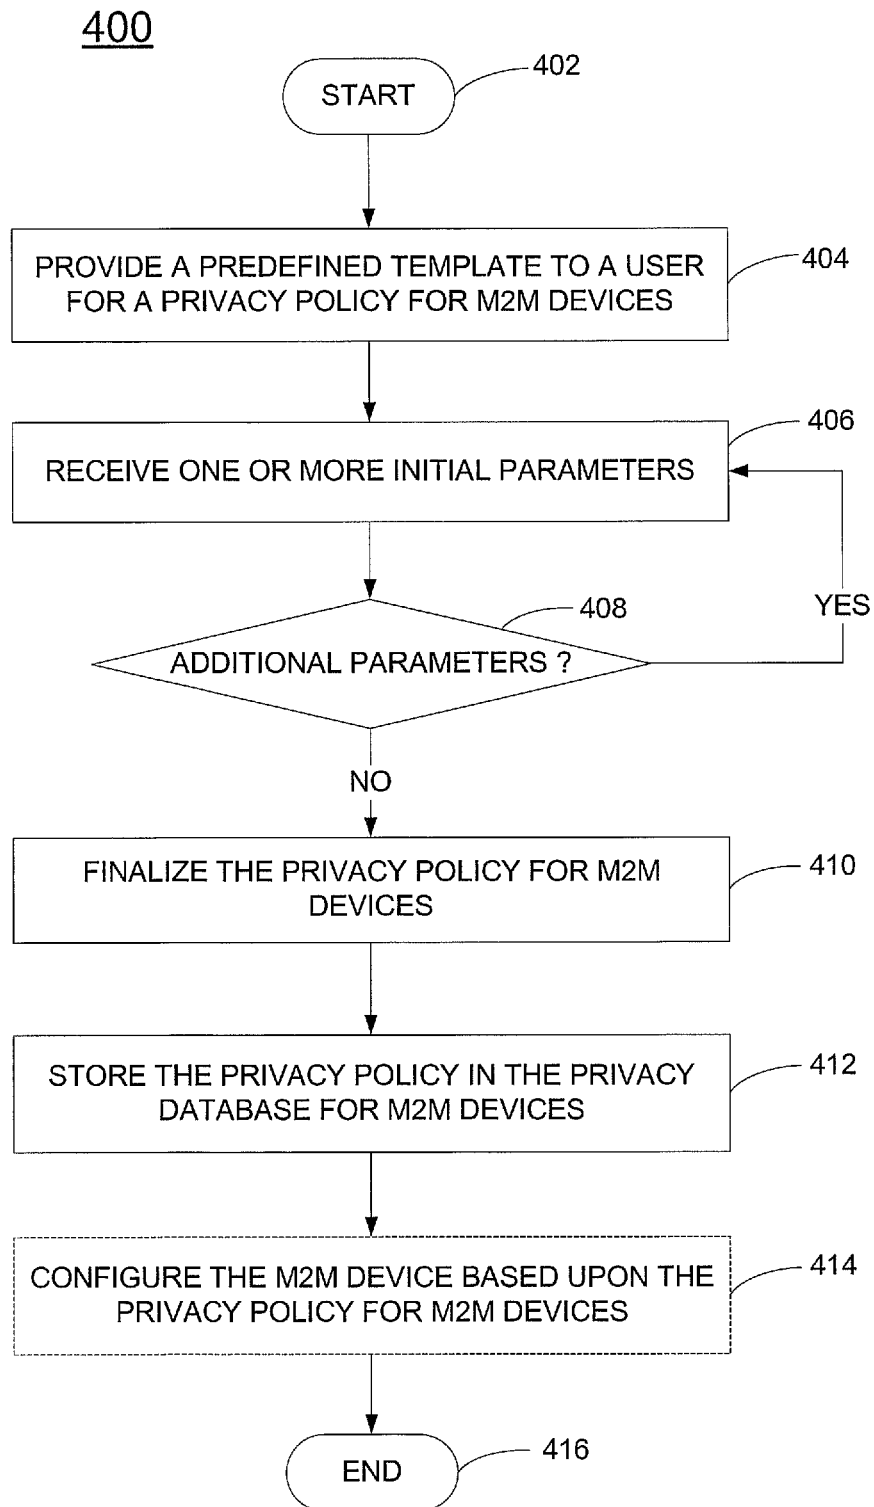 400
START
402
PROVIDE A PREDEFINED TEMPLATE TO A USER
FOR A PRIVACY POLICY FOR M2M DEVICES
404
RECEIVE ONE OR MORE INITIAL PARAMETERS
406
ADDITIONAL PARAMETERS ?
408
YES
NO
FINALIZE THE PRIVACY POLICY FOR M2M
DEVICES
410
STORE THE PRIVACY POLICY IN THE PRIVACY
DATABASE FOR M2M DEVICES
412
CONFIGURE THE M2M DEVICE BASED UPON THE
PRIVACY POLICY FOR M2M DEVICES
414
END
416